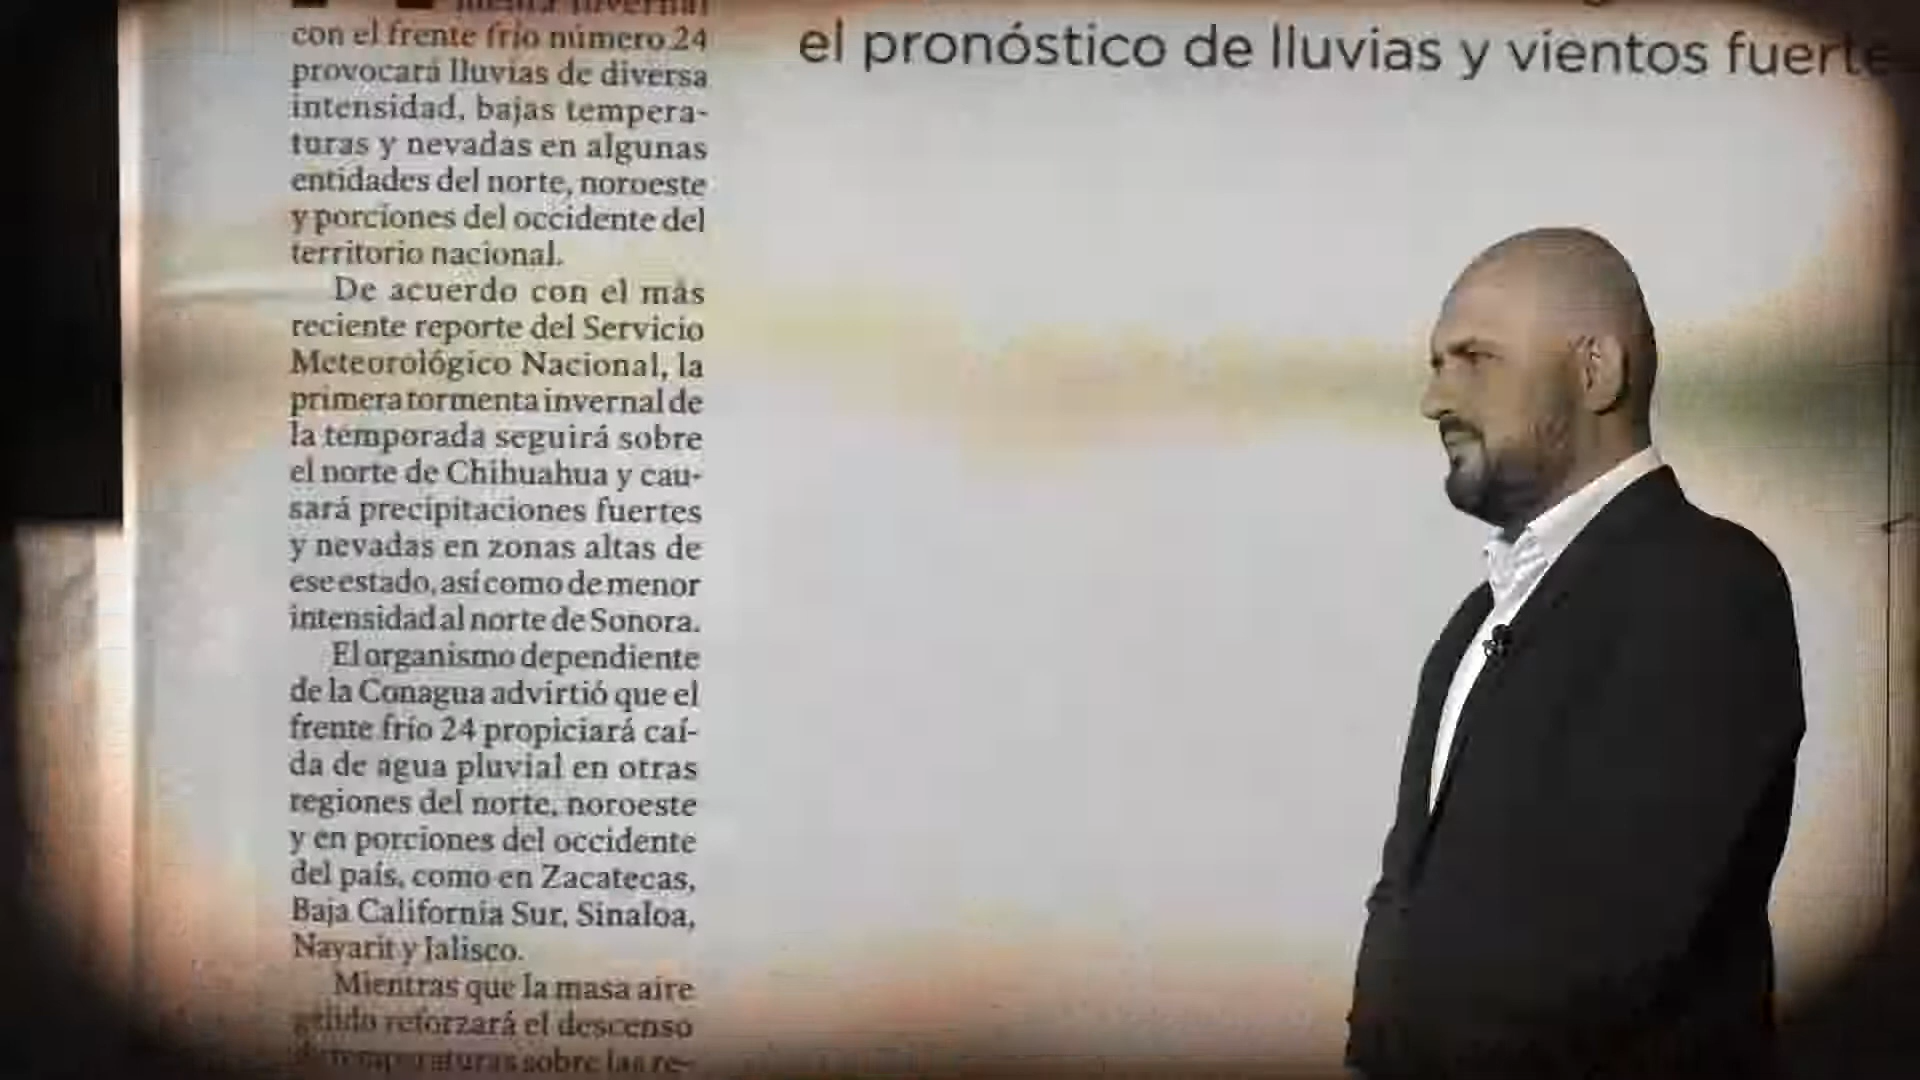 con el frente frío número 24
provocará lluvias de diversa
intensidad, bajas tempera-
turas y nevadas en algunas
entidades del norte, noroeste
y porciones del occidente del
territorio nacional.
De acuerdo con el más
reciente reporte del Servicio
Meteorológico Nacional, la
primera tormenta invernal de
la temporada seguirá sobre
el norte de Chihuahua y cau-
sará precipitaciones fuertes
y nevadas en zonas altas de
ese estado, así como de menor
intensidad al norte de Sonora.
El organismo dependiente
de la Conagua advirtió que el
frente frío 24 propiciará caí-
da de agua pluvial en otras
regiones del norte, noroeste
y en porciones del occidente
del país, como en Zacatecas,
Baja California Sur, Sinaloa,
Nayarit y Jalisco.
Mientras que la masa aire
gélido reforzará el descenso
de temperaturas sobre las re-
el pronóstico de lluvias y vientos fuerte